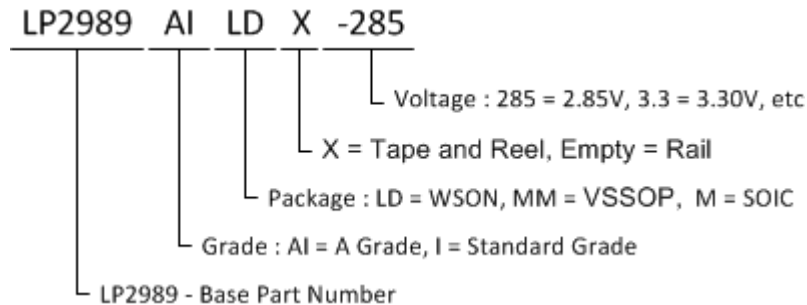 LP2989 AI LD X -285
Voltage : 285 = 2.85V, 3.3 = 3.30V, etc
X = Tape and Reel, Empty = Rail
Package : LD = WSON, MM = VSSOP, M = SOIC
Grade : AI = A Grade, I = Standard Grade
LP2989 - Base Part Number